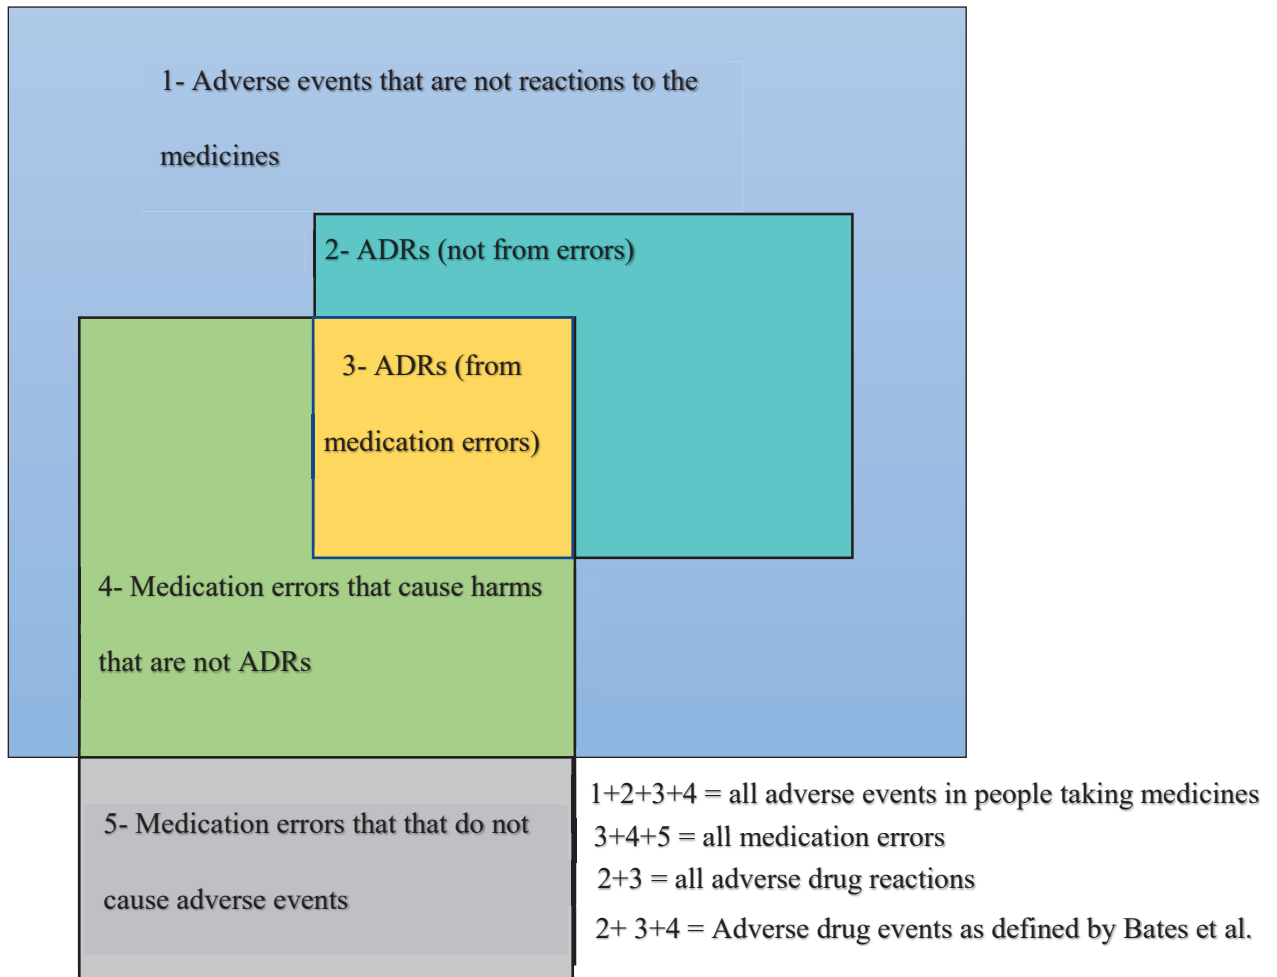 1- Adverse events that are not reactions to the
medicines
2- ADRs (not from errors)
3- ADRs (from
medication errors)
4- Medication errors that cause harms
that are not ADRs
5- Medication errors that that do not
cause adverse events
1+2+3+4 = all adverse events in people taking medicines
3+4+5 = all medication errors
2+3 = all adverse drug reactions
2+ 3+4 = Adverse drug events as defined by Bates et al.